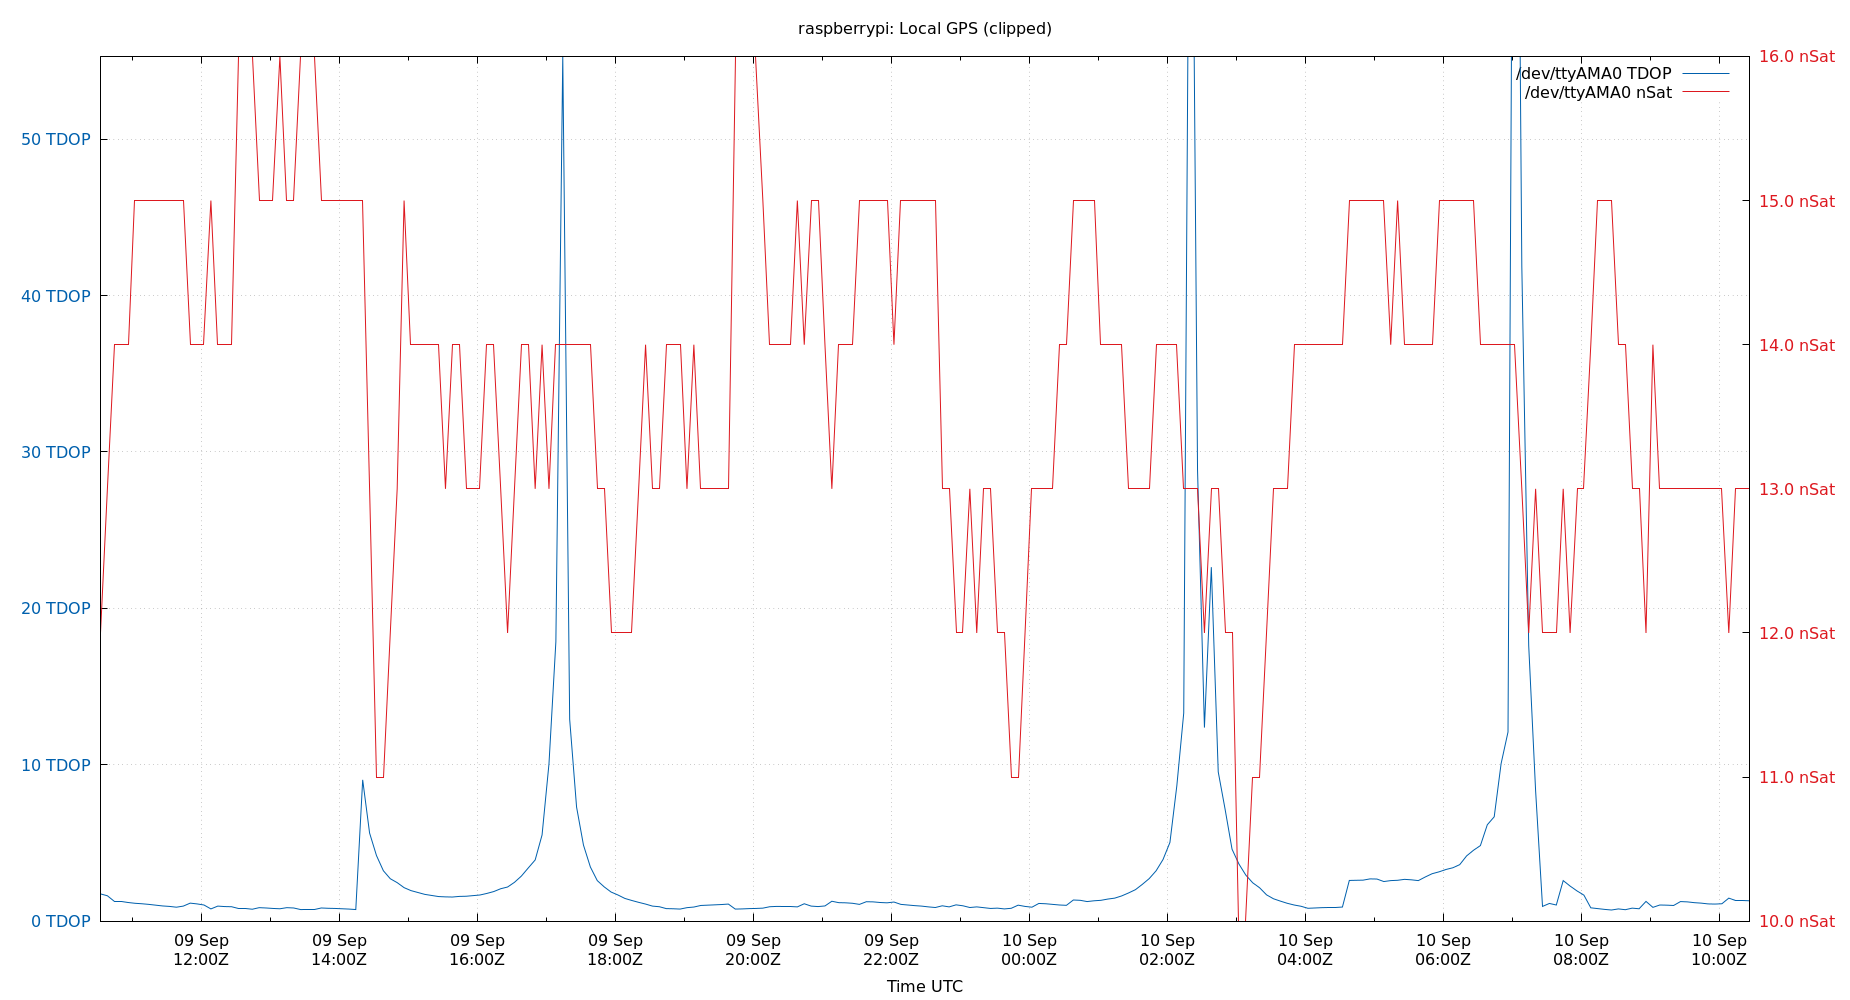 raspberrypi: Local GPS (clipped)
16.0 nSat
/dev/ttyAMA0 TDOP
/dev/ttyAMA0 nSat
50 TDOP
15.0 nSat
40 TDOP
14.0 nSat
30 TDOP
13.0 nSat
20 TDOP
12.0 nSat
10 TDOP
11.0 nSat
0 TDOP
10.0 nSat
09 Sep 09 Sep 09 Sep 09 Sep 09 Sep 09 Sep 10 Sep 10 Sep 10 Sep 10 Sep 10 Sep 10 Sep
12:00Z 14:00Z 16:00Z 18:00Z 20:00Z 22:00Z 00:00Z 02:00Z 04:00Z 06:00Z 08:00Z 10:00Z
Time UTC